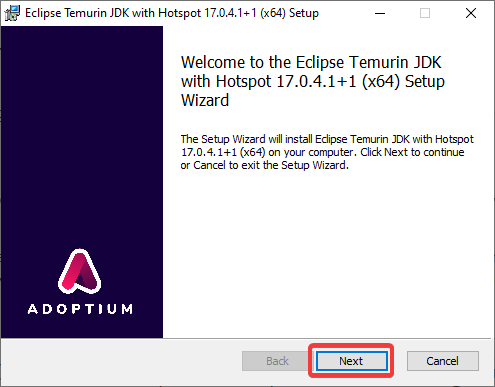 Eclipse Temurin JDK with Hotspot 17.0.4.1+1 (x64) Setup
Welcome to the Eclipse Temurin JDK
with Hotspot 17.0.4.1+1 (x64) Setup
Wizard
The Setup Wizard will install Eclipse Temurin JDK with Hotspot
17.0.4.1+1 (x64) on your computer. Click Next to continue
or Cancel to exit the Setup Wizard.
ADOPTIUM
Back Next Cancel